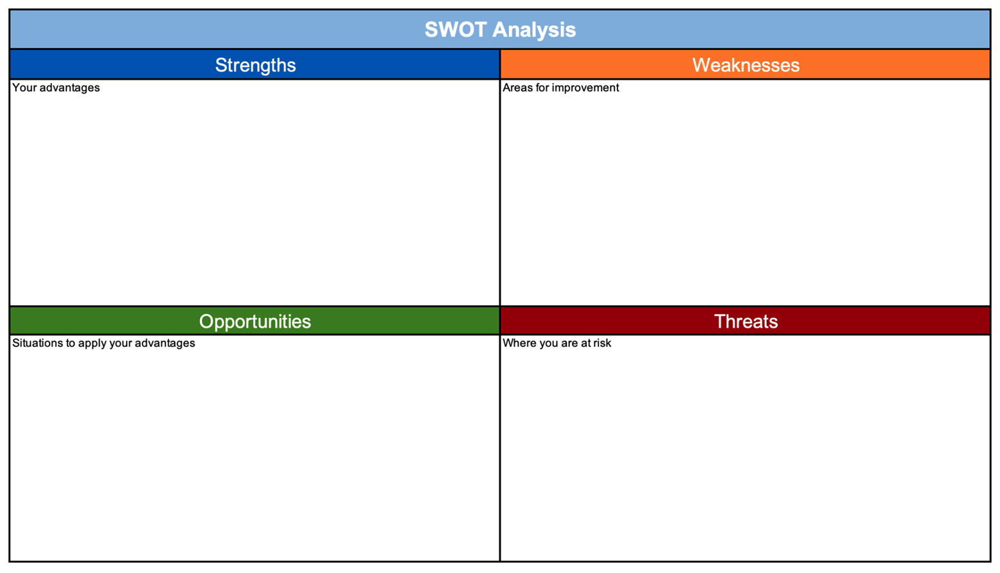 SWOT Analysis
Strengths
Weaknesses
Your advantages
Areas for improvement
Opportunities
Threats
Situations to apply your advantages
Where you are at risk